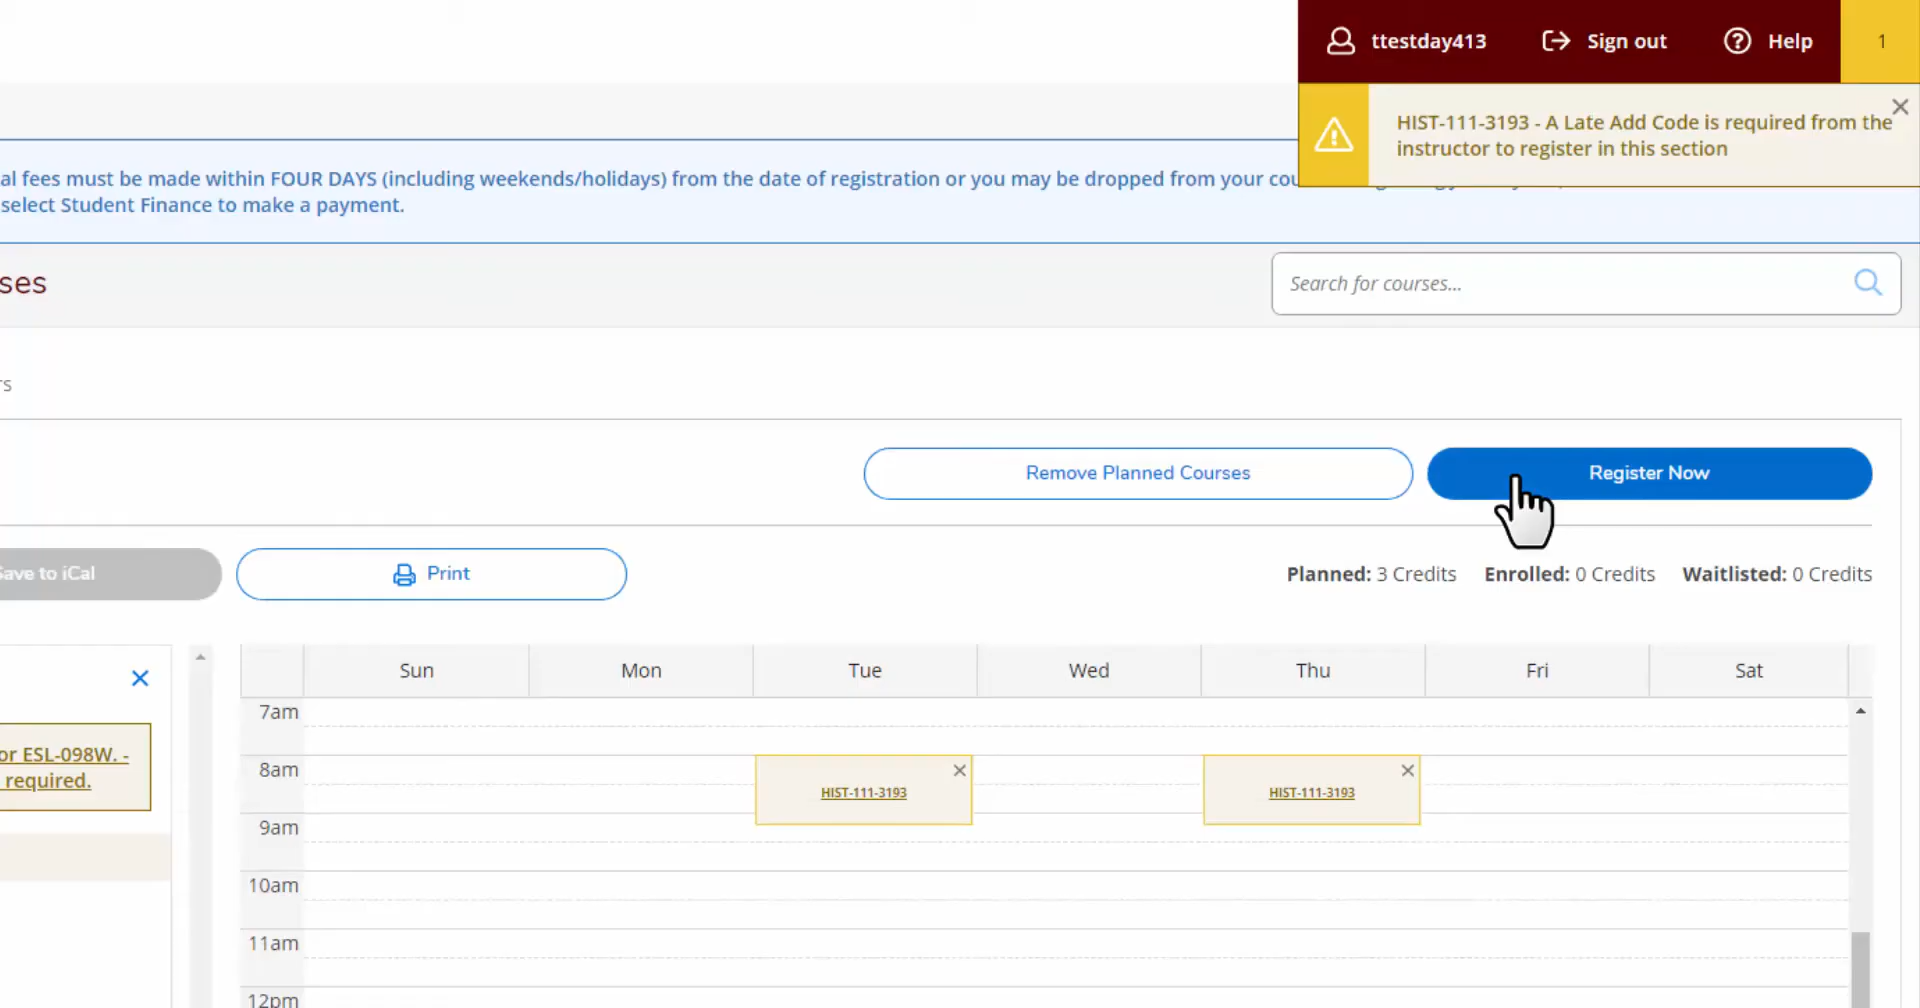 ttestday413
Sign out
Help
1
HIST-111-3193 - A Late Add Code is required from the
instructor to register in this section
al fees must be made within FOUR DAYS (including weekends/holidays) from the date of registration or you may be dropped from your cou
select Student Finance to make a payment.
ses
Search for courses...
rs
Remove Planned Courses
Register Now
Save to iCal
Print
Planned: 3 Credits
Enrolled: 0 Credits
Waitlisted: 0 Credits
Sun
Mon
Tue
Wed
Thu
Fri
Sat
or ESL-098W. -
required.
7am
8am
HIST-111-3193
HIST-111-3193
9am
10am
11am
12pm